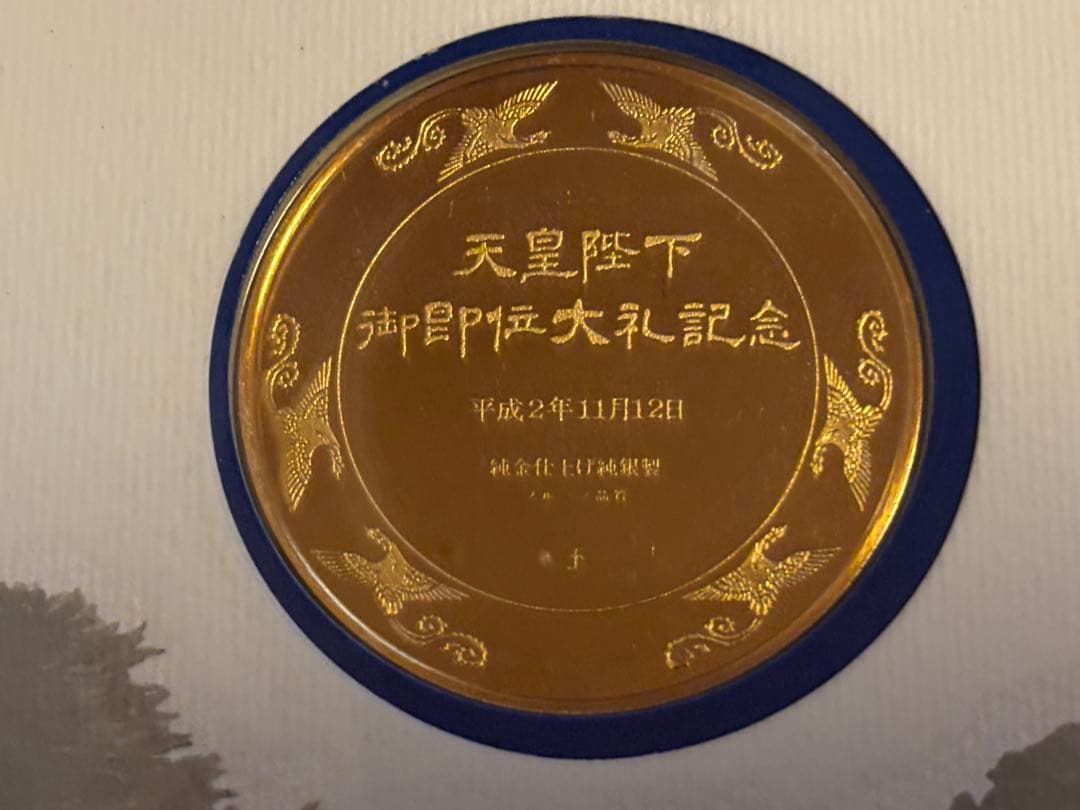 天皇陛下
御即位大礼記念
平成2年11月12日
純金仕上げ純銀製